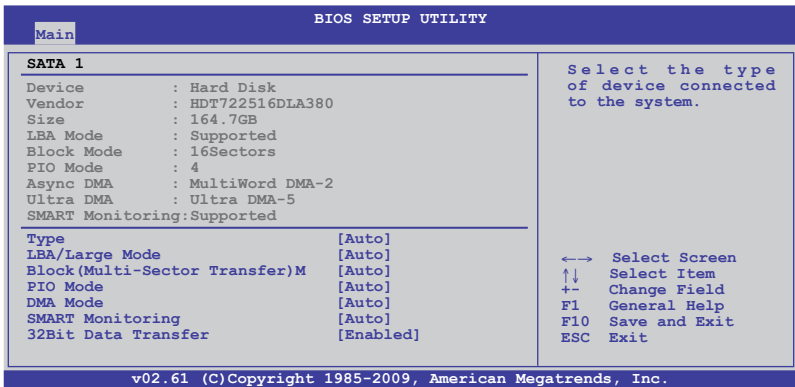 BIOS SETUP UTILITY
Main
SATA 1
Device : Hard Disk
Vendor : HDT722516DLA380
Size : 164.7GB
LBA Mode : Supported
Block Mode : 16Sectors
PIO Mode : 4
Async DMA : MultiWord DMA-2
Ultra DMA : Ultra DMA-5
SMART Monitoring:Supported
Type [Auto]
LBA/Large Mode [Auto]
Block(Multi-Sector Transfer)M [Auto]
PIO Mode [Auto]
DMA Mode [Auto]
SMART Monitoring [Auto]
32Bit Data Transfer [Enabled]
Select the type
of device connected
to the system.
←→ Select Screen
↑↓ Select Item
+- Change Field
F1 General Help
F10 Save and Exit
ESC Exit
v02.61 (C)Copyright 1985-2009, American Megatrends, Inc.